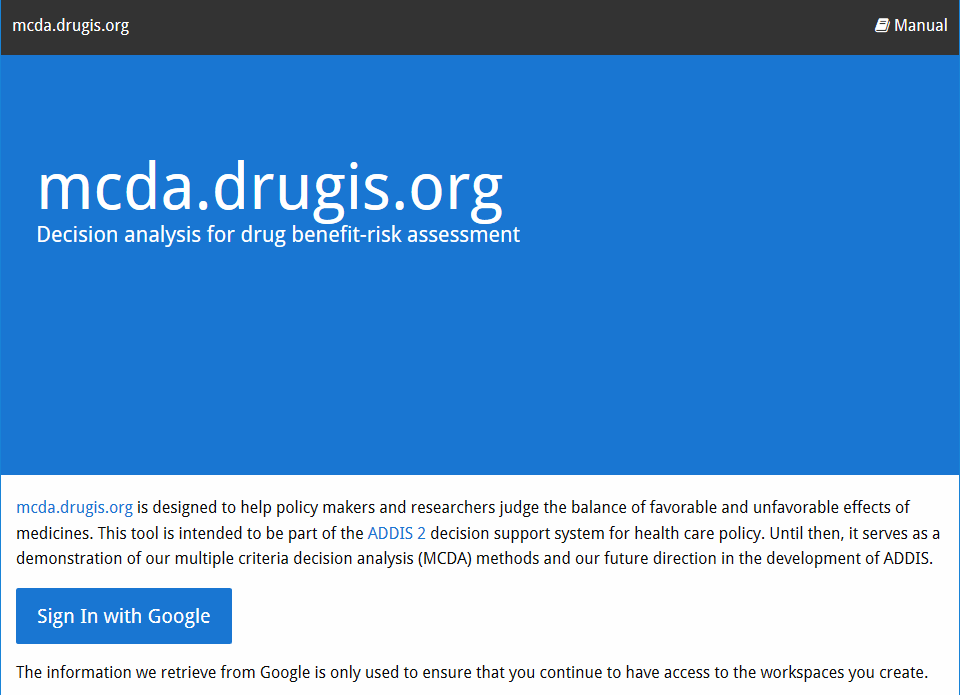 mcda.drugis.org
Manual
mcda.drugis.org
Decision analysis for drug benefit-risk assessment
mcda.drugis.org is designed to help policy makers and researchers judge the balance of favorable and unfavorable effects of
medicines. This tool is intended to be part of the ADDIS 2 decision support system for health care policy. Until then, it serves as a
demonstration of our multiple criteria decision analysis (MCDA) methods and our future direction in the development of ADDIS.
Sign In with Google
The information we retrieve from Google is only used to ensure that you continue to have access to the workspaces you create.